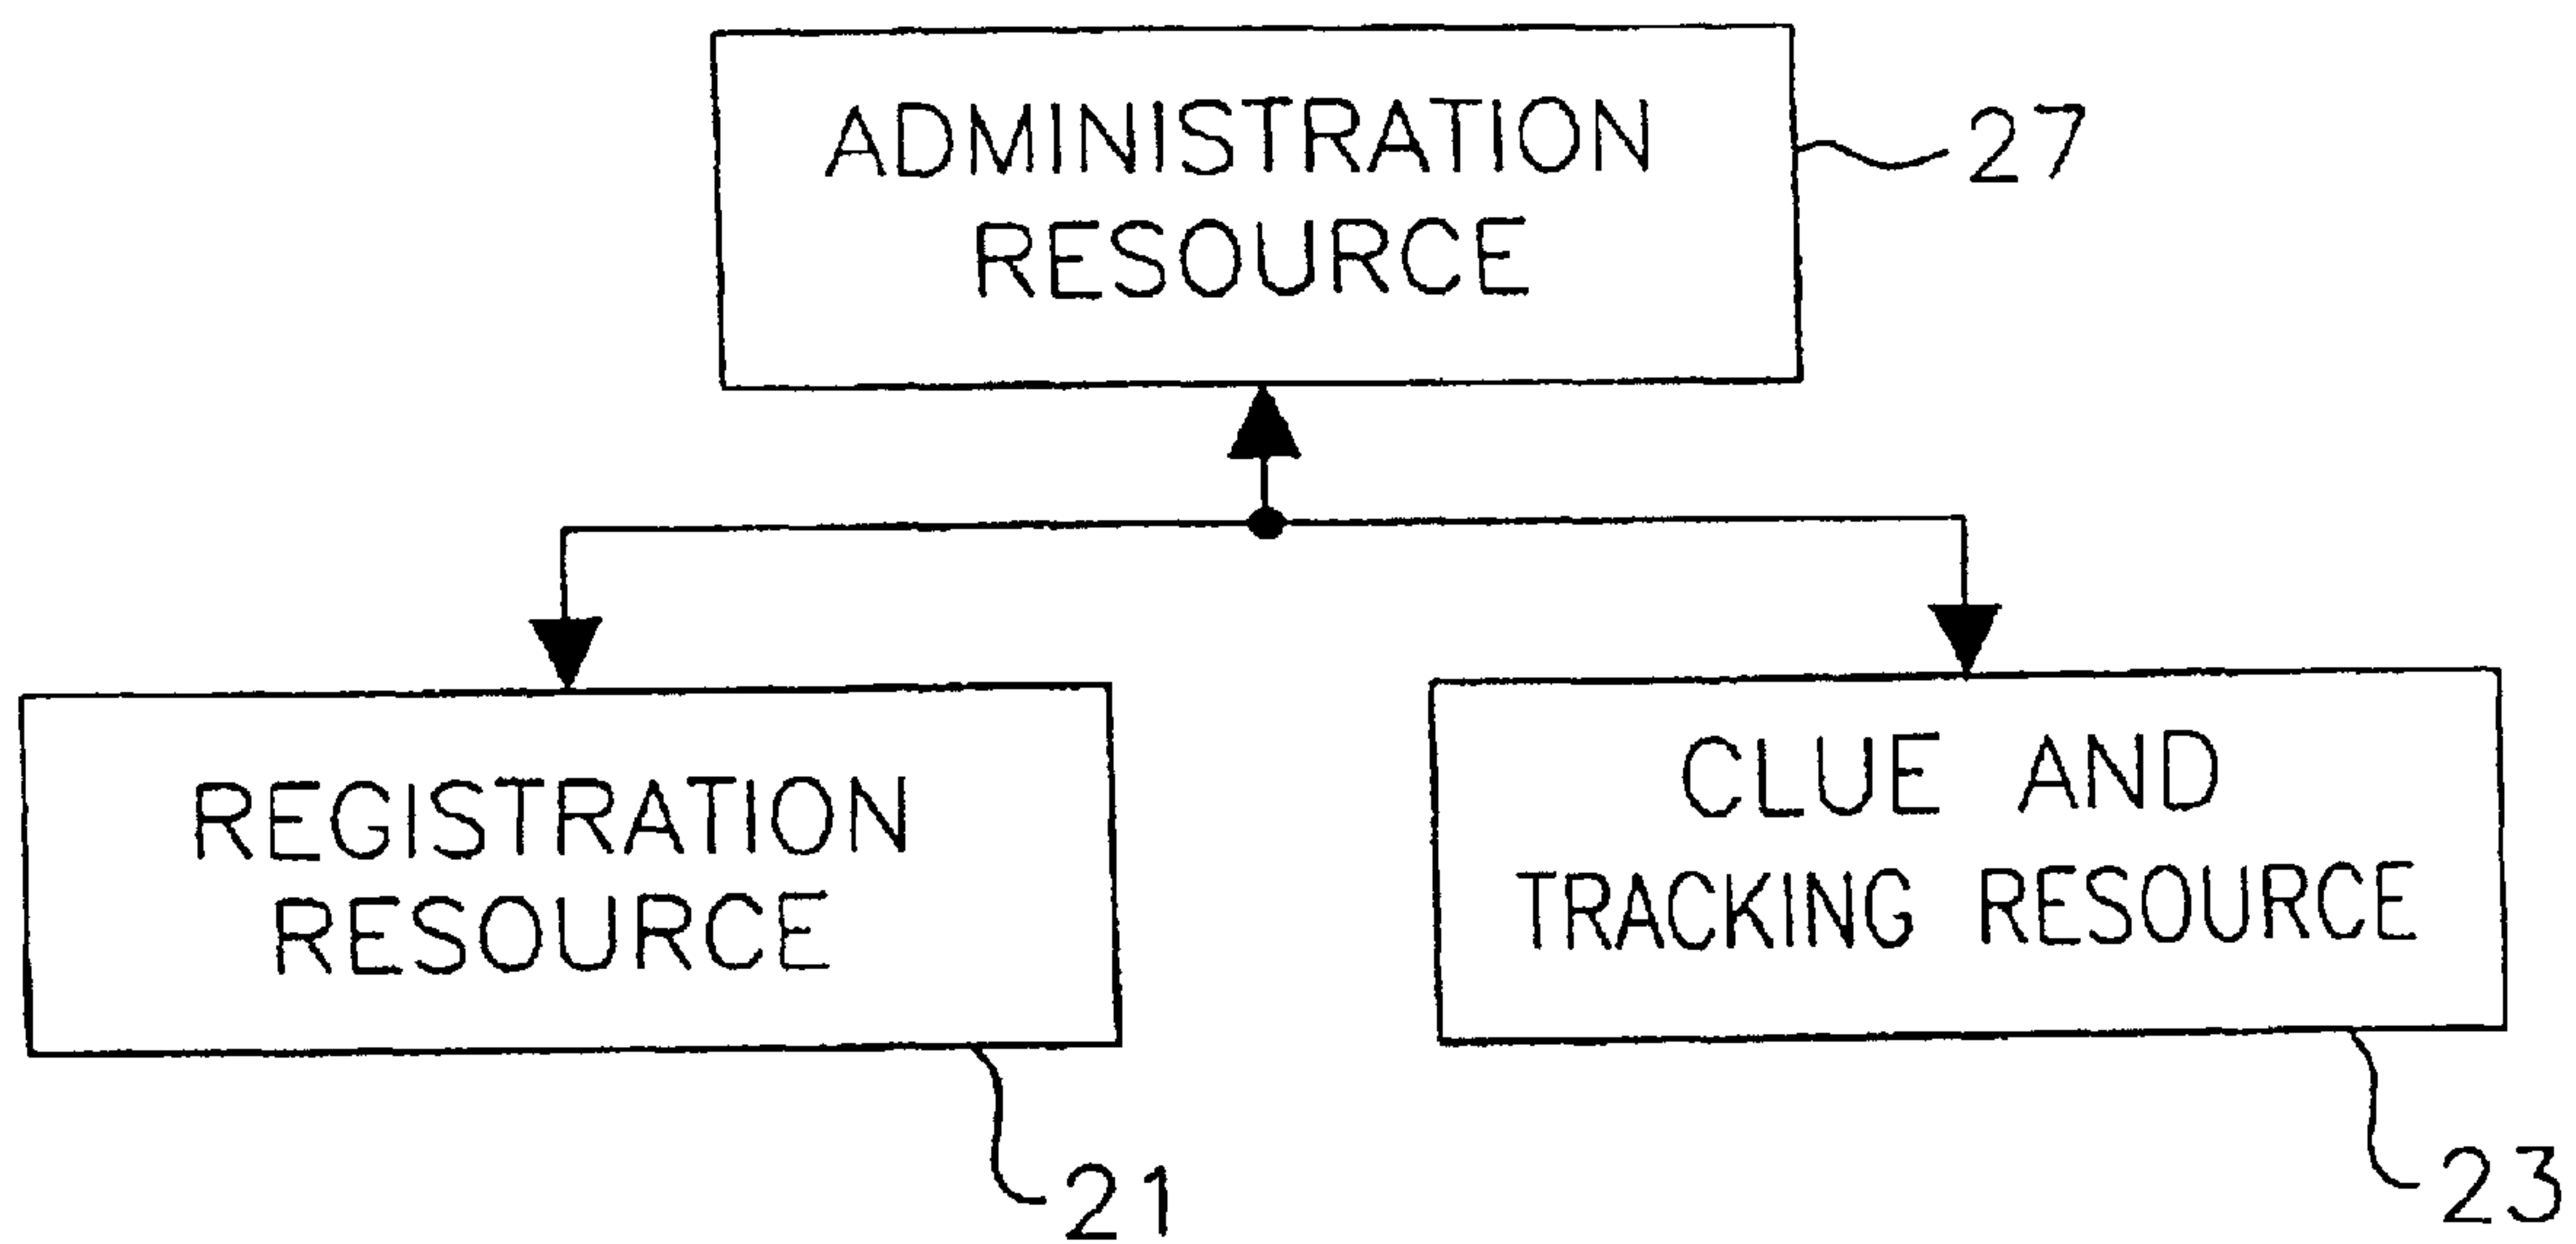 ADMINISTRATION
RESOURCE
27
REGISTRATION
RESOURCE
21
CLUE AND
TRACKING RESOURCE
23